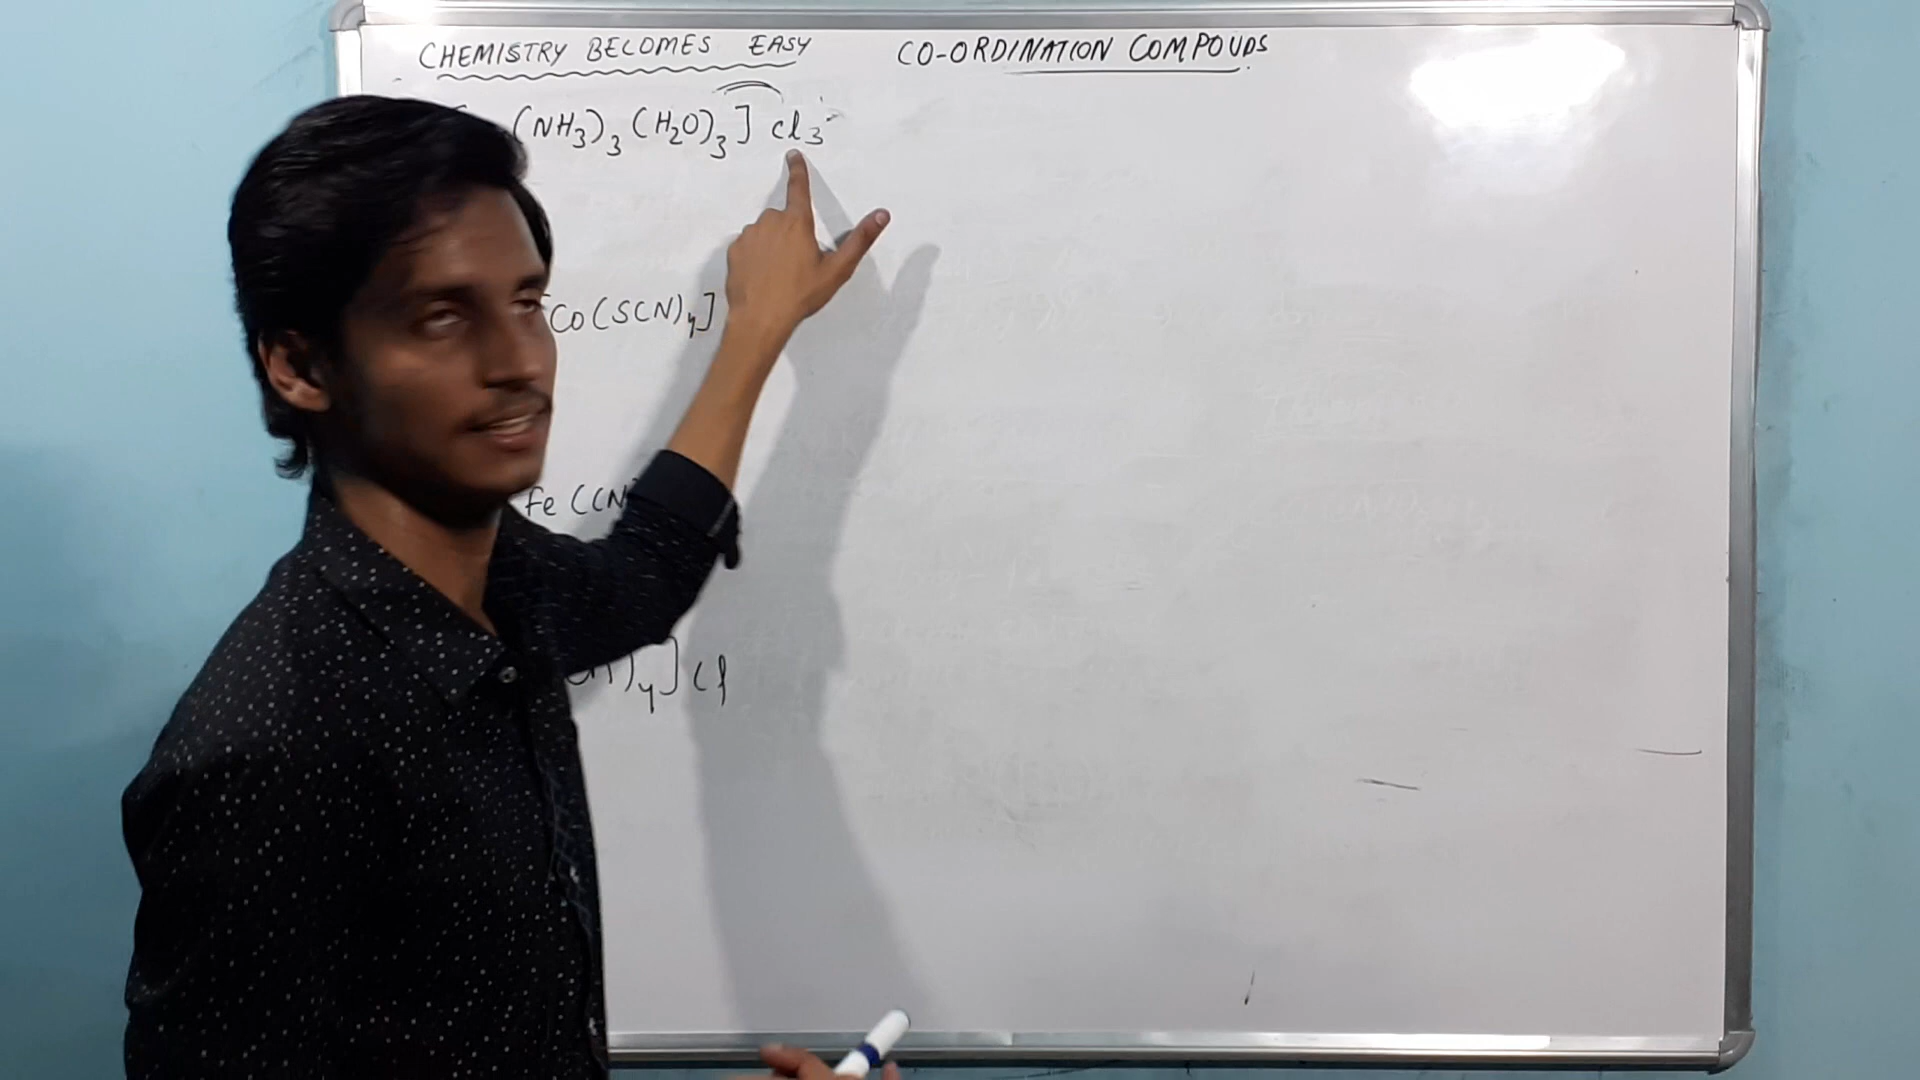 CHEMISTRY BECOMES EASY CO-ORDINATION COMPOUDS
(NH3)3(H2O)3]Cl3
[Co(SCN)4]
Fe(CN
)4]Cl